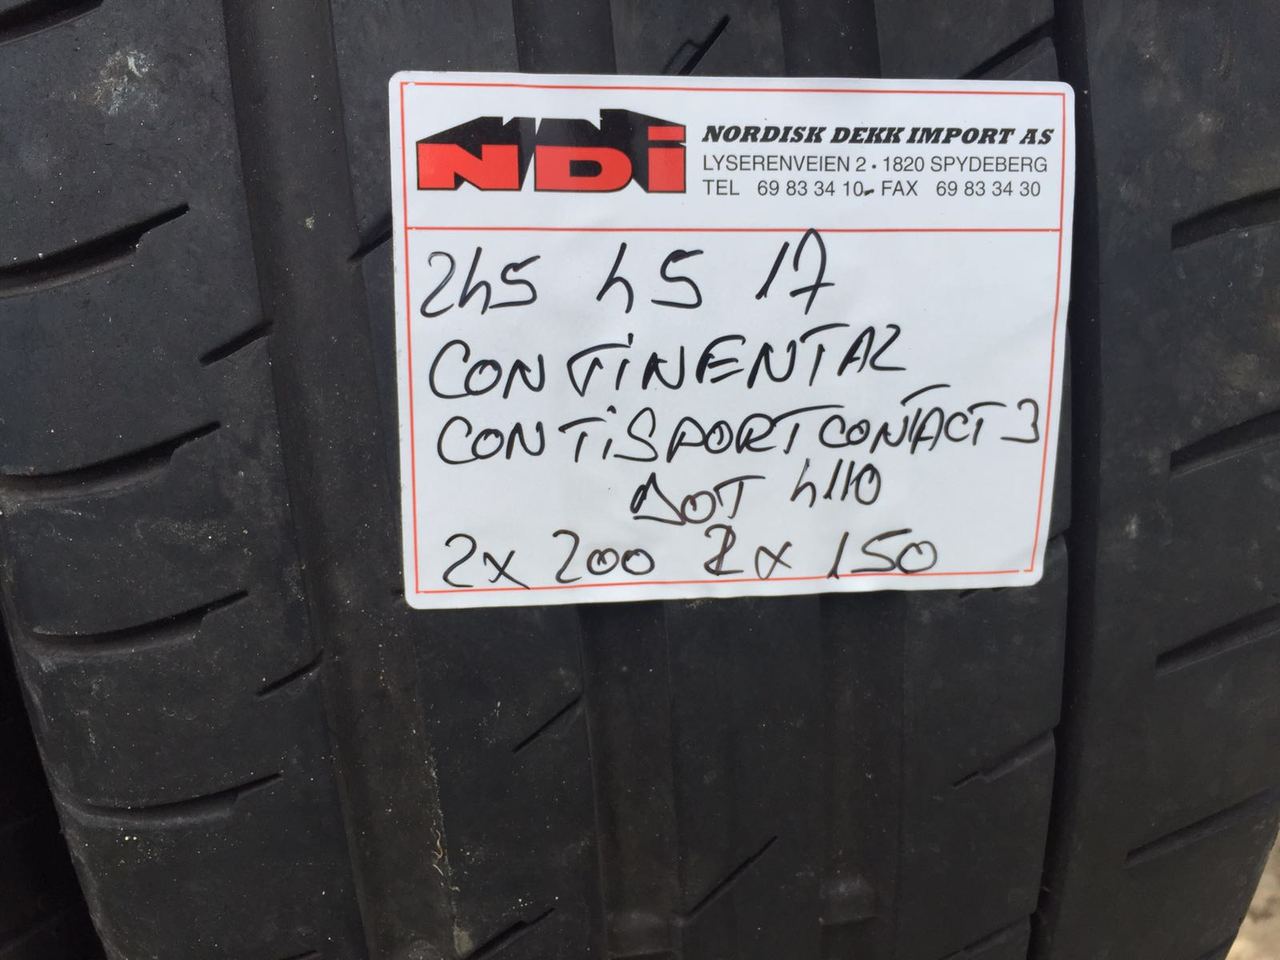 NDI
NORDISK DEKK IMPORT AS
LYSERENVEIEN 2 · 1820 SPYDEBERG
TEL 69 83 34 10 - FAX 69 83 34 30
245 45 17
CONTINENTAL
CONTISPORTCONTACT 3
DOT 4110
2x 200 2x 150